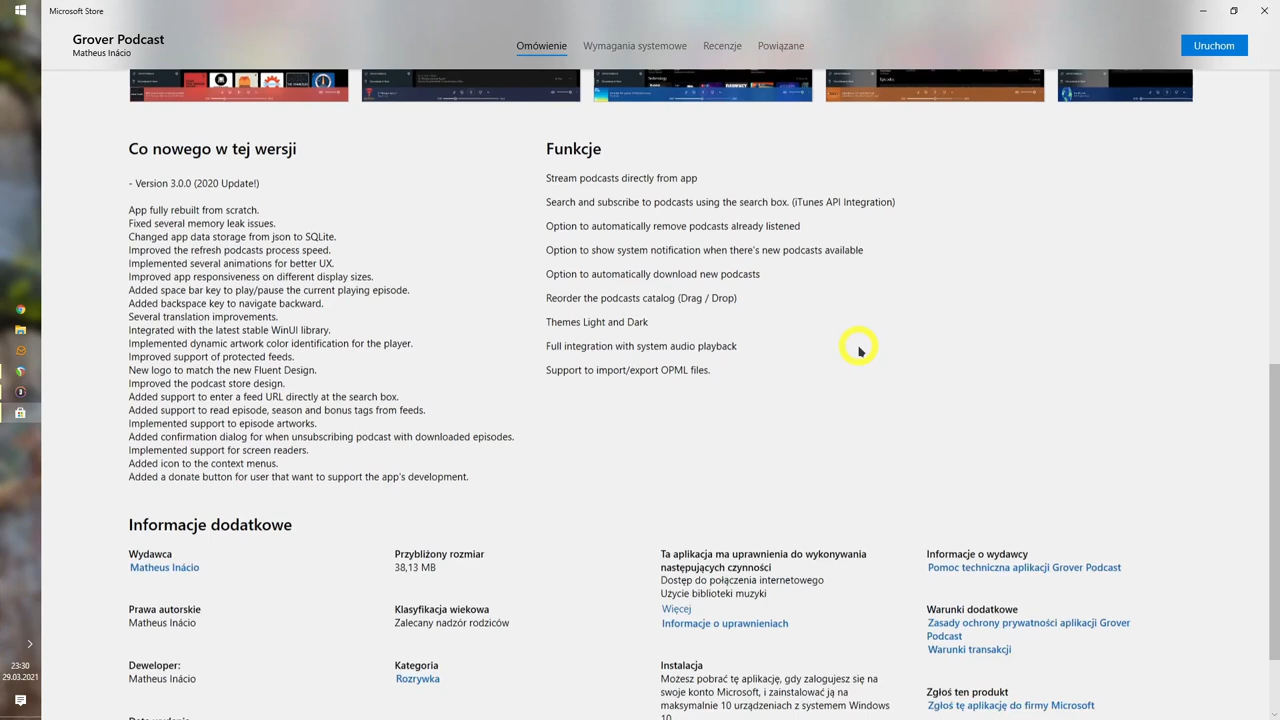 Microsoft Store
Grover Podcast
Matheus Inácio
Omówienie
Wymagania systemowe
Recenzje
Powiązane
Uruchom
Co nowego w tej wersji
- Version 3.0.0 (2020 Update!)
App fully rebuilt from scratch.
Fixed several memory leak issues.
Changed app data storage from json to SQLite.
Improved the refresh podcasts process speed.
Implemented several animations for better UX.
Improved app responsiveness on different display sizes.
Added space bar key to play/pause the current playing episode.
Added backspace key to navigate backward.
Several translation improvements.
Integrated with the latest stable WinUI library.
Implemented dynamic artwork color identification for the player.
Improved support of protected feeds.
New logo to match the new Fluent Design.
Improved the podcast store design.
Added support to enter a feed URL directly at the search box.
Added support to read episode, season and bonus tags from feeds.
Implemented support to episode artworks.
Added confirmation dialog for when unsubscribing podcast with downloaded episodes.
Implemented support for screen readers.
Added icon to the context menus.
Added a donate button for user that want to support the app's development.
Funkcje
Stream podcasts directly from app
Search and subscribe to podcasts using the search box. (iTunes API Integration)
Option to automatically remove podcasts already listened
Option to show system notification when there's new podcasts available
Option to automatically download new podcasts
Reorder the podcasts catalog (Drag / Drop)
Themes Light and Dark
Full integration with system audio playback
Support to import/export OPML files.
Informacje dodatkowe
Wydawca
Matheus Inácio
Przybliżony rozmiar
38,13 MB
Ta aplikacja ma uprawnienia do wykonywania
następujących czynności
Dostęp do połączenia internetowego
Użycie biblioteki muzyki
Więcej
Informacje o uprawnieniach
Informacje o wydawcy
Pomoc techniczna aplikacji Grover Podcast
Prawa autorskie
Matheus Inácio
Klasyfikacja wiekowa
Zalecany nadzór rodziców
Warunki dodatkowe
Zasady ochrony prywatności aplikacji Grover
Podcast
Warunki transakcji
Deweloper:
Matheus Inácio
Kategoria
Rozrywka
Instalacja
Możesz pobrać tę aplikację, gdy zalogujesz się na
swoje konto Microsoft, i zainstalować ją na
maksymalnie 10 urządzeniach z systemem Windows
10.
Zgłoś ten produkt
Zgłoś tę aplikację do firmy Microsoft
23:30
29.03.2021